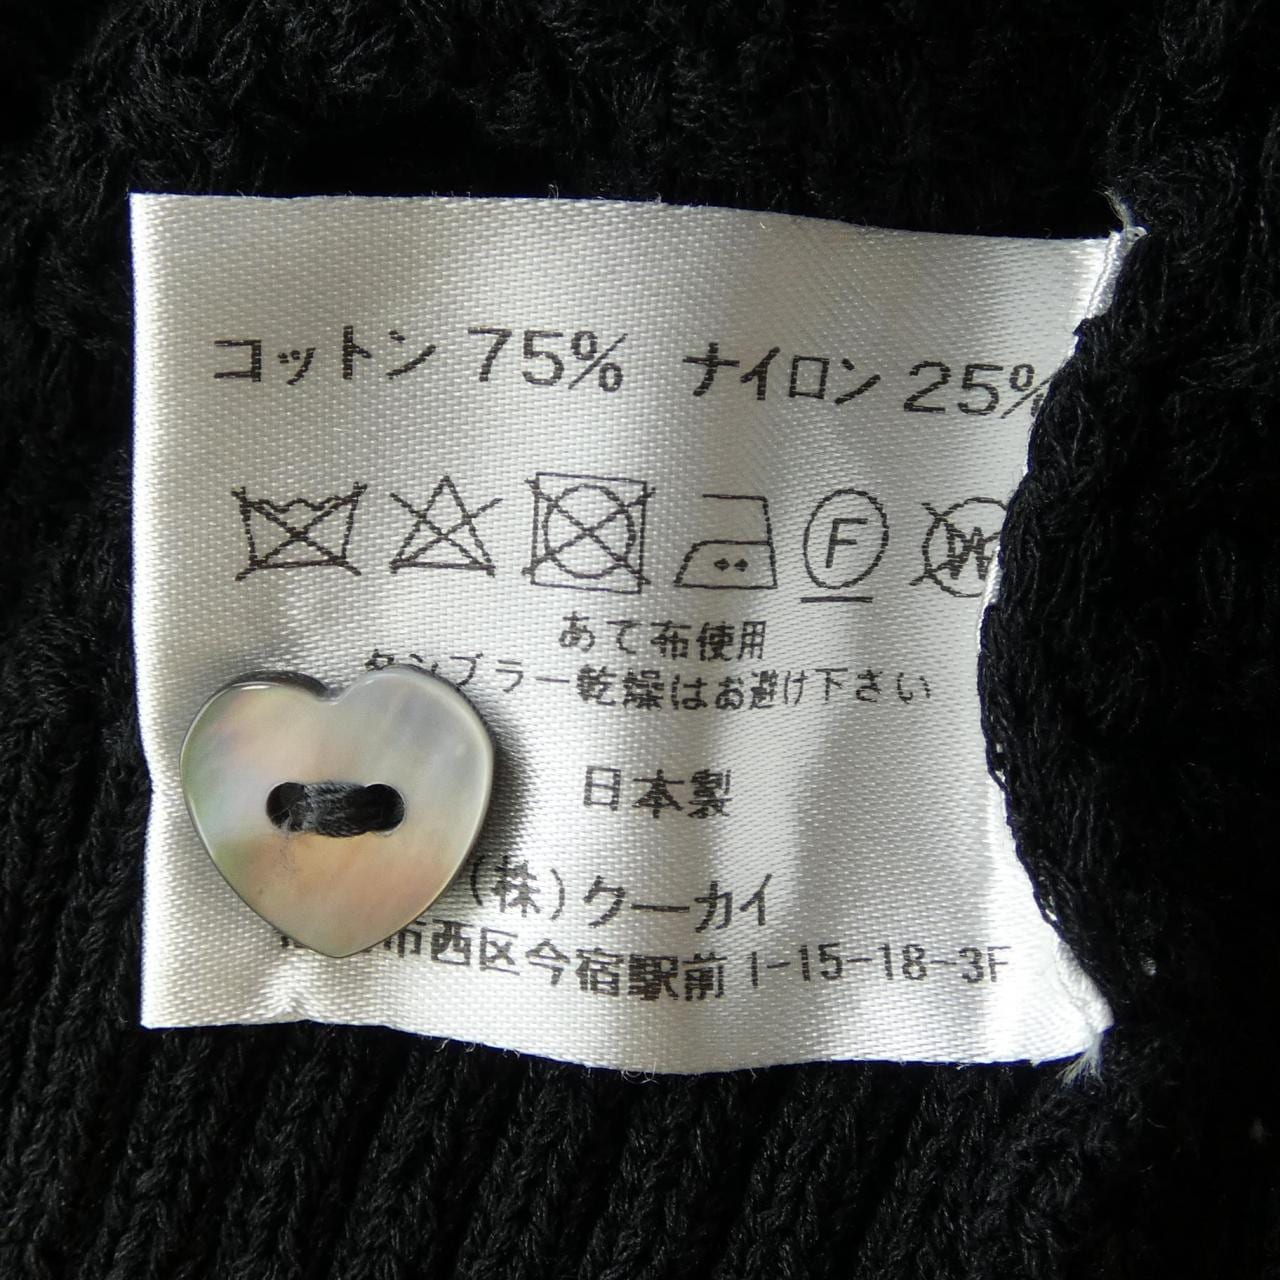 コットン 75% ナイロン 25%
F
あて布使用
タンブラー乾燥はお避け下さい
日本製
(株)クーカイ
市西区今宿駅前 1-15-18-3F